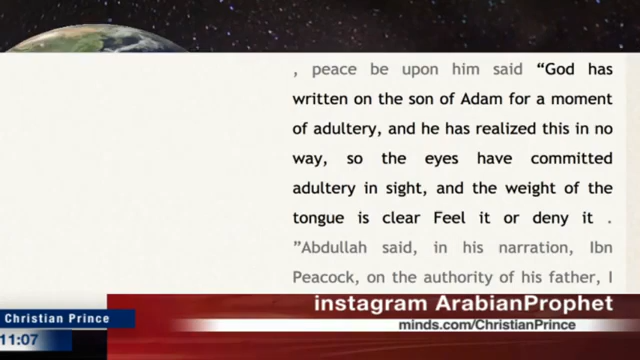 , peace be upon him said “God has
written on the son of Adam for a moment
of adultery, and he has realized this in no
way, so the eyes have committed
adultery in sight, and the weight of the
tongue is clear Feel it or deny it .
”Abdullah said, in his narration, Ibn
Peacock, on the authority of his father, I
instagram ArabianProphet
Christian Prince
minds.com/ChristianPrince
11:07